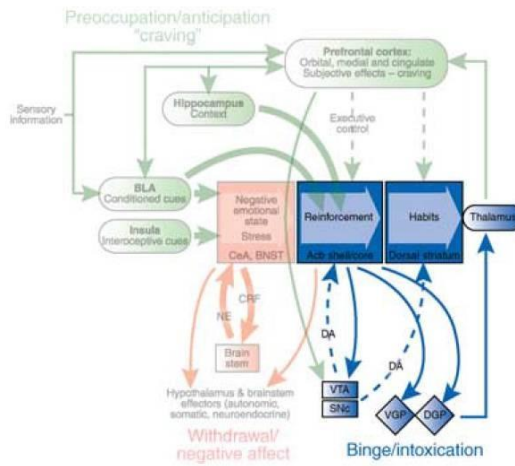 Preoccupation/anticipation
"craving"
Prefrontal cortex:
Orbital, medial and cingulate
Subjective effects – craving
Hippocampus
Context
Sensory
information
Executive
control
BLA
Conditioned cues
Insula
Interoceptive cues
Negative
emotional
state
Stress
CeA, BNST
Reinforcement
Acb shell/core
Habits
Dorsal striatum
Thalamus
CRF
NE
Brain
stem
DA
DA
VTA
SNc
VGP
DGP
Hypothalamus & brainstem
effectors (autonomic,
somatic, neuroendocrine)
Withdrawal/
negative affect
Binge/intoxication